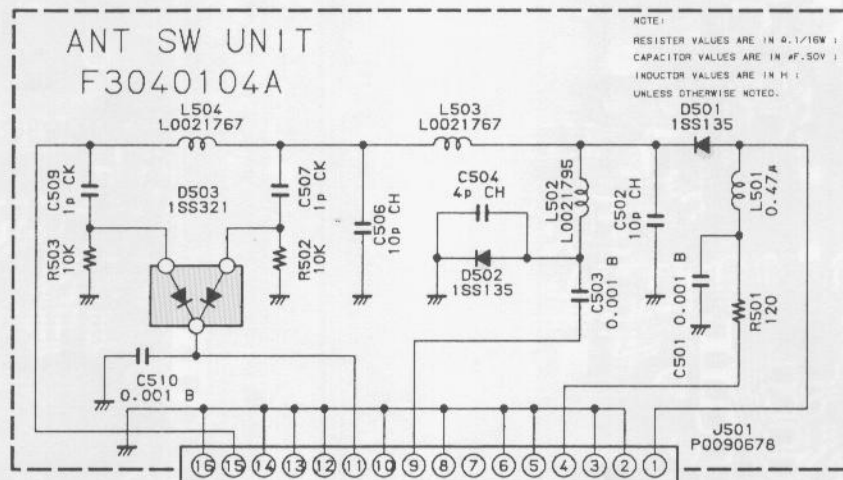 ANT SW UNIT
F3040104A
NOTE:
RESISTER VALUES ARE IN Ω.1/16W :
CAPACITOR VALUES ARE IN µF.50V :
INDUCTOR VALUES ARE IN H :
UNLESS OTHERWISE NOTED.
L504
L0021767
L503
L0021767
D501
1SS135
C509
1p CK
D503
1SS321
C507
1p CK
C506
10p CH
C504
4p CH
L502
L0021795
C502
10p CH
L501
0.47µ
R503
10K
R502
10K
D502
1SS135
C503
0.001 B
C501
0.001 B
R501
120
C510
0.001 B
J501
P0090678
16 15 14 13 12 11 10 9 8 7 6 5 4 3 2 1